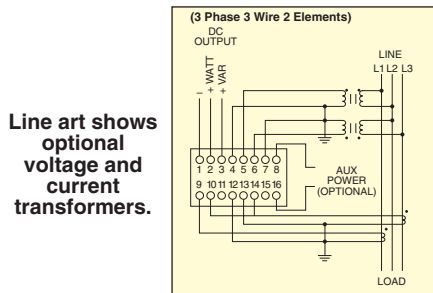 (3 Phase 3 Wire 2 Elements)
DC
OUTPUT
–
+ WATT
+ VAR
LINE
L1 L2 L3
1 2 3 4 5 6 7 8
9 10 11 12 13 14 15 16
AUX
POWER
(OPTIONAL)
LOAD
Line art shows
optional
voltage and
current
transformers.